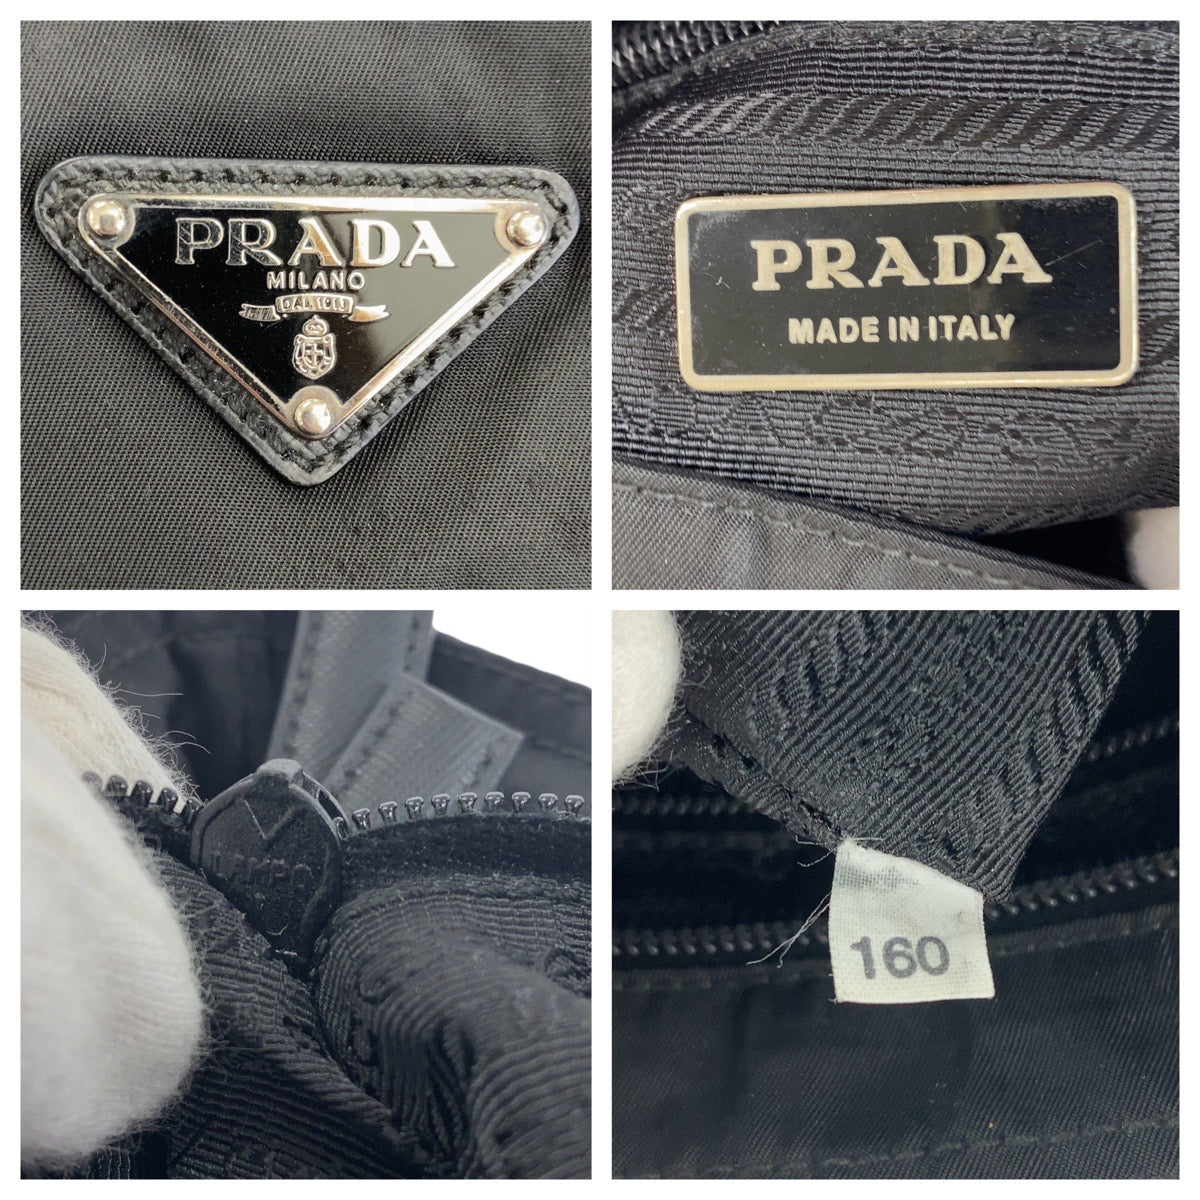 PRADA
MILANO
DAL 1913
PRADA
MADE IN ITALY
160